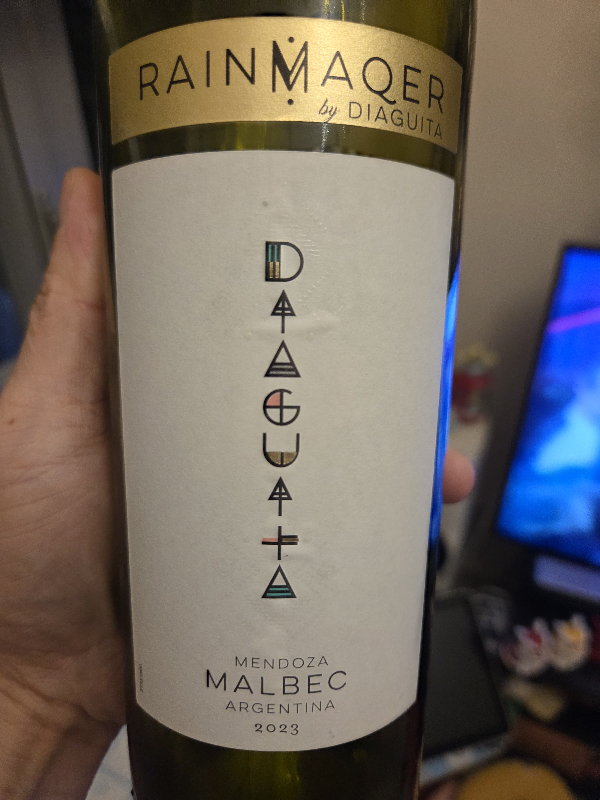 RAINMAQER
by DIAGUITA
DIAGUITA
MENDOZA
MALBEC
ARGENTINA
2023